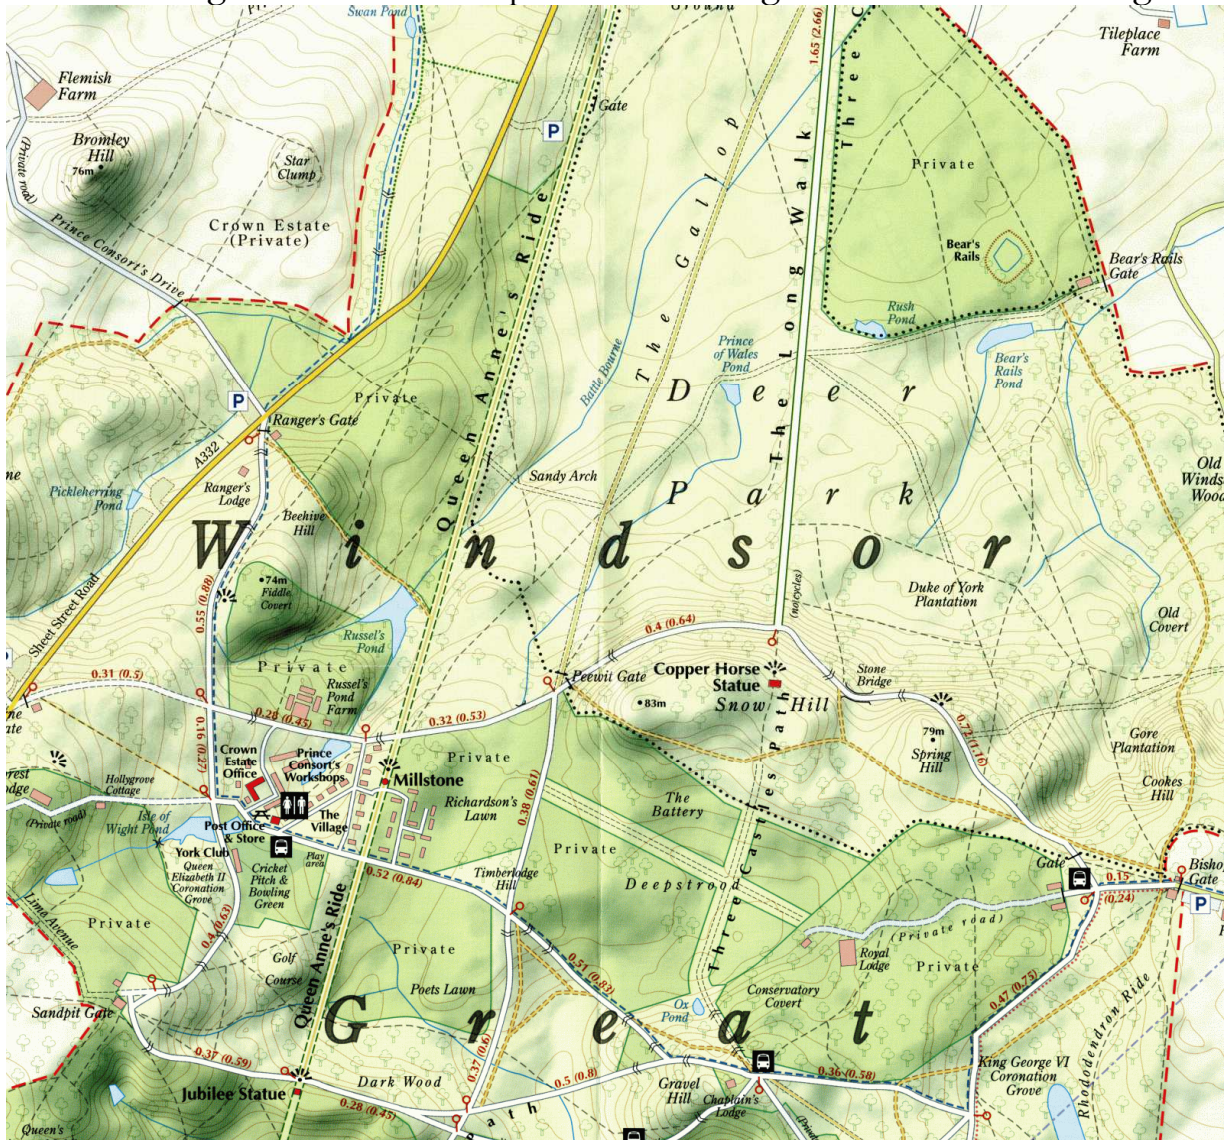 Swan Pond
Ground
1.65 (2.66)
Three C
Tileplace
Farm
Flemish
Farm
Gate
P
Bromley
Hill
76m
(Private road)
Star
Clump
Crown Estate
(Private)
Private
Prince Consort's Drive
Bear's
Rails
Bear's Rails
Gate
Queen Anne's Ride
The Gallop
The Long Walk
Rush
Pond
Prince
of Wales
Pond
Bear's
Rails
Pond
Battle Bourne
Deer
Park
P
Private
Ranger's Gate
A332
Ranger's
Lodge
Pickleherring
Pond
Beehive
Hill
Sandy Arch
Old
Winds
Wood
Windsor
Great
74m
Fiddle
Covert
0.55 (0.88)
Sheet Street Road
Russel's
Pond
Private
Russel's
Pond
Farm
Duke of York
Plantation
(no cycles)
Old
Covert
0.4 (0.64)
Peewit Gate
Copper Horse
Statue
Snow Hill
83m
Stone
Bridge
79m
Spring
Hill
0.72 (1.16)
Gore
Plantation
Cookes
Hill
0.31 (0.5)
0.28 (0.45)
0.32 (0.53)
0.16 (0.27)
Crown
Estate
Office
Prince
Consort's
Workshops
Millstone
Private
Richardson's
Lawn
0.38 (0.61)
The
Battery
Hollygrove
Cottage
(Private road)
Isle of
Wight Pond
Post Office
& Store
The
Village
York Club
Queen
Elizabeth II
Coronation
Grove
Cricket
Pitch &
Bowling
Green
Play
area
0.52 (0.84)
Timberlodge
Hill
Private
Deepstrood
Three Castles Path
Gate
0.15
(0.24)
Bishop
Gate
P
Lime Avenue
Private
0.4 (0.63)
Queen Anne's Ride
Private
Golf
Course
Poets Lawn
0.51 (0.82)
(Private road)
Royal
Lodge
Private
0.47 (0.75)
Conservatory
Covert
Ox
Pond
Sandpit Gate
Rhododendron Ride
0.37 (0.59)
Jubilee Statue
Dark Wood
0.28 (0.45)
0.5 (0.8)
Gravel
Hill
Chaplain's
Lodge
0.36 (0.58)
King George VI
Coronation
Grove
Queen's
ath